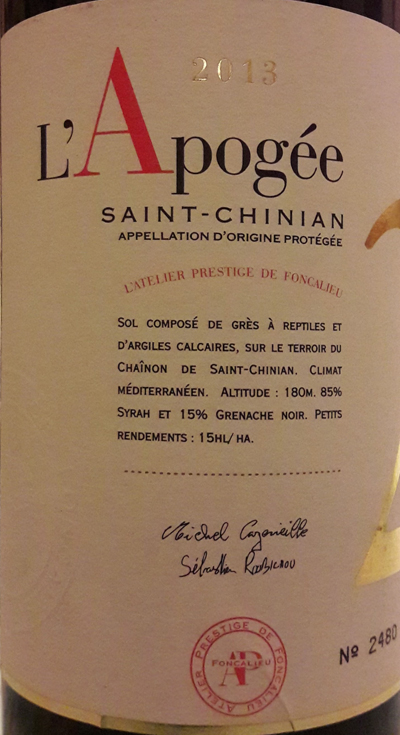 2013
L'Apogée
SAINT-CHINIAN
APPELLATION D'ORIGINE PROTÉGÉE
L'ATELIER PRESTIGE DE FONCALIEU
SOL COMPOSÉ DE GRÈS À REPTILES ET
D'ARGILES CALCAIRES, SUR LE TERROIR DU
CHAÎNON DE SAINT-CHINIAN. CLIMAT
MÉDITERRANÉEN. ALTITUDE : 180M. 85%
SYRAH ET 15% GRENACHE NOIR. PETITS
RENDEMENTS : 15HL/HA.
Michel
Sébastien
ATELIER PRESTIGE DE FONCALIEU
AP
FONCALIEU
Nº 2480